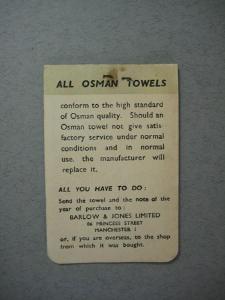 ALL OSMAN TOWELS
conform to the high standard
of Osman quality. Should an
Osman towel not give satis-
factory service under normal
conditions and in normal
use, the manufacturer will
replace it.
ALL YOU HAVE TO DO:
Send the towel and the note of the
year of purchase to:
BARLOW & JONES LIMITED
86 PRINCESS STREET
MANCHESTER 1
or, if you are overseas, to the shop
from which it was bought.